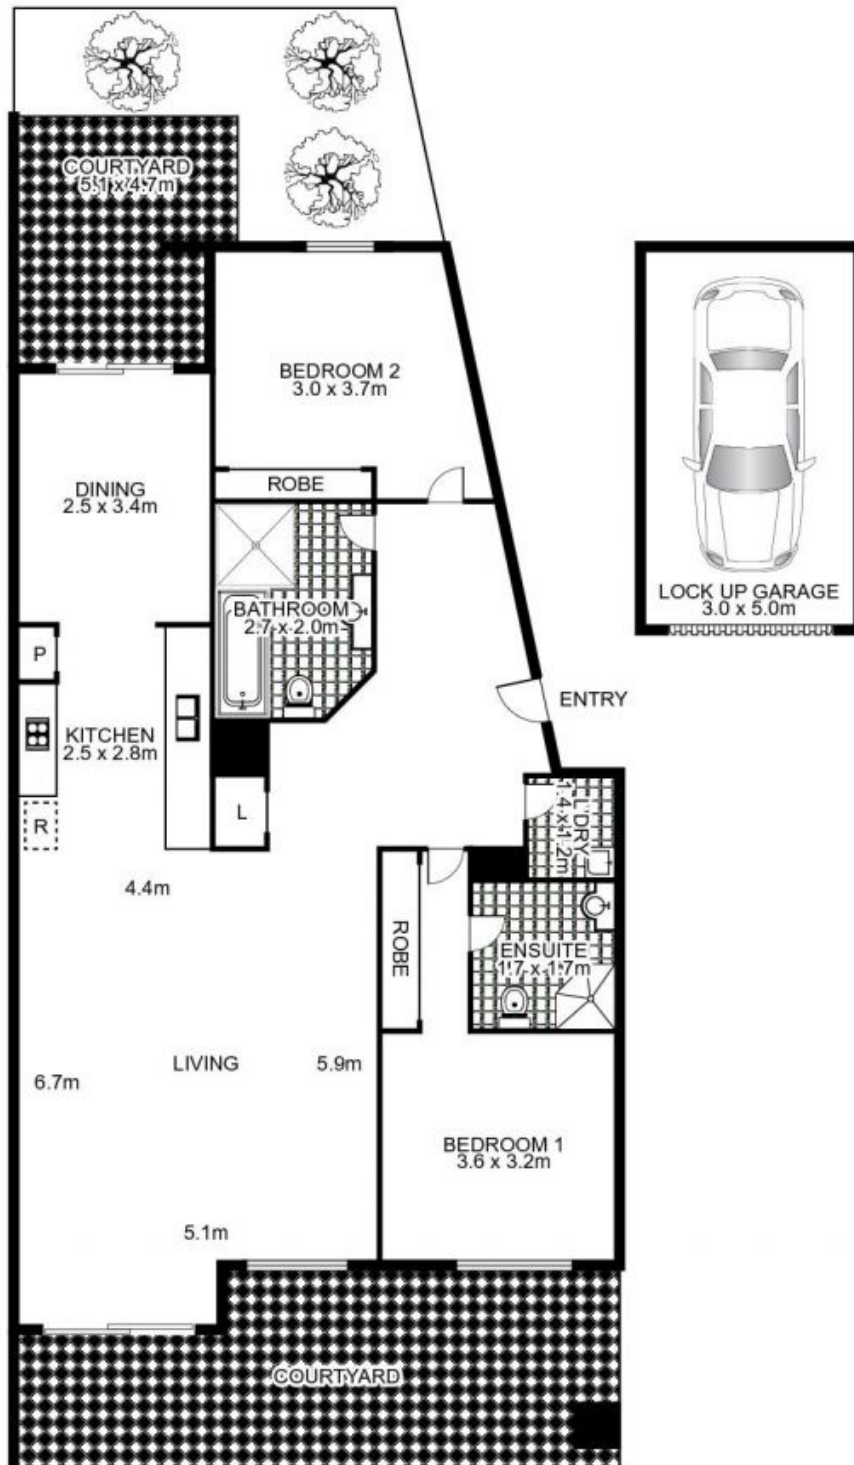 COURTYARD
5.1 x 4.7m
BEDROOM 2
3.0 x 3.7m
DINING
2.5 x 3.4m
ROBE
BATHROOM
2.7 x 2.0m
LOCK UP GARAGE
3.0 x 5.0m
P
ENTRY
KITCHEN
2.5 x 2.8m
L
R
L'DRY
1.4 x 1.2m
4.4m
ROBE
ENSUITE
1.7 x 1.7m
LIVING
5.9m
6.7m
BEDROOM 1
3.6 x 3.2m
5.1m
COURTYARD